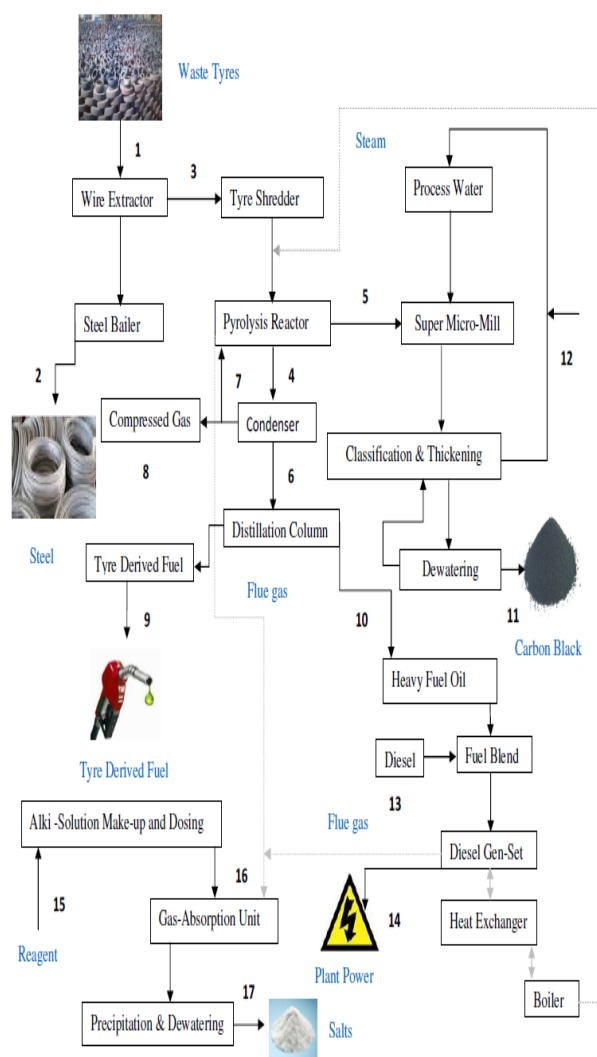 Waste Tyres
1
3
Steam
Wire Extractor
Tyre Shredder
Process Water
Steel Bailer
Pyrolysis Reactor
5
Super Micro-Mill
2
7
4
12
Compressed Gas
Condenser
8
6
Classification & Thickening
Steel
Distillation Column
Tyre Derived Fuel
Flue gas
Dewatering
9
10
11
Carbon Black
Heavy Fuel Oil
Tyre Derived Fuel
Diesel
Fuel Blend
13
Alki -Solution Make-up and Dosing
Flue gas
Diesel Gen-Set
15
16
14
Reagent
Gas-Absorption Unit
Heat Exchanger
Plant Power
17
Precipitation & Dewatering
Salts
Boiler